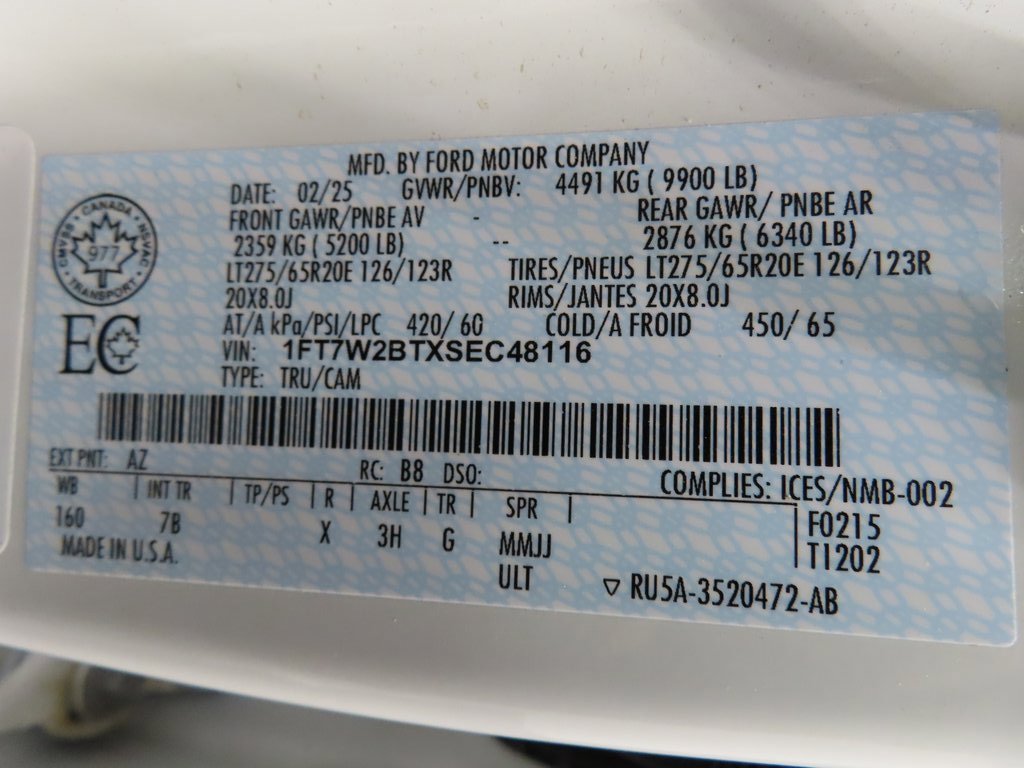 MFD. BY FORD MOTOR COMPANY
DATE: 02/25 GVWR/PNBV: 4491 KG ( 9900 LB)
FRONT GAWR/PNBE AV - REAR GAWR/ PNBE AR
2359 KG ( 5200 LB) -- 2876 KG ( 6340 LB)
LT275/65R20E 126/123R TIRES/PNEUS LT275/65R20E 126/123R
20X8.0J RIMS/JANTES 20X8.0J
AT/A kPa/PSI/LPC 420/ 60 COLD/A FROID 450/ 65
VIN: 1FT7W2BTXSEC48116
TYPE: TRU/CAM
CANADA
NSVAC
TRANSPORT
CMVSS
977
EC
EXT PNT: AZ RC: B8 DSO:
COMPLIES: ICES/NMB-002
WB | INT TR | TP/PS | R | AXLE | TR | SPR |
160 7B X 3H G MMJJ
ULT
F0215
T1202
MADE IN U.S.A.
▽ RU5A-3520472-AB